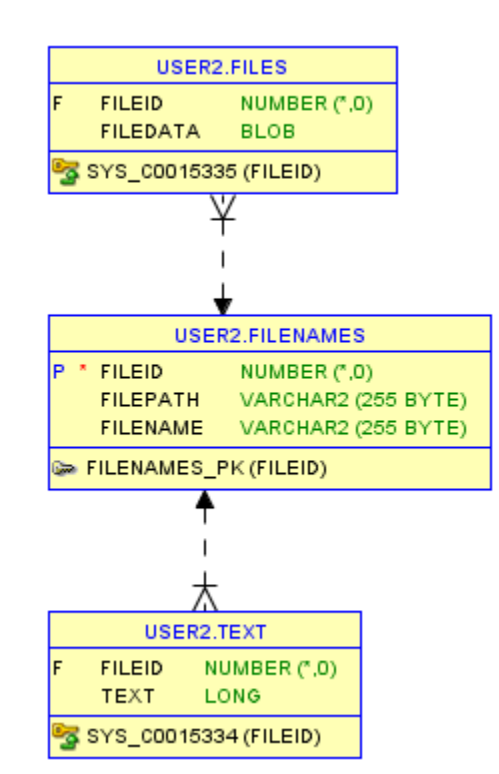 USER2.FILES
F FILEID NUMBER (*,0)
FILEDATA BLOB
SYS_C0015335 (FILEID)
USER2.FILENAMES
P * FILEID NUMBER (*,0)
FILEPATH VARCHAR2 (255 BYTE)
FILENAME VARCHAR2 (255 BYTE)
FILENAMES_PK (FILEID)
USER2.TEXT
F FILEID NUMBER (*,0)
TEXT LONG
SYS_C0015334 (FILEID)